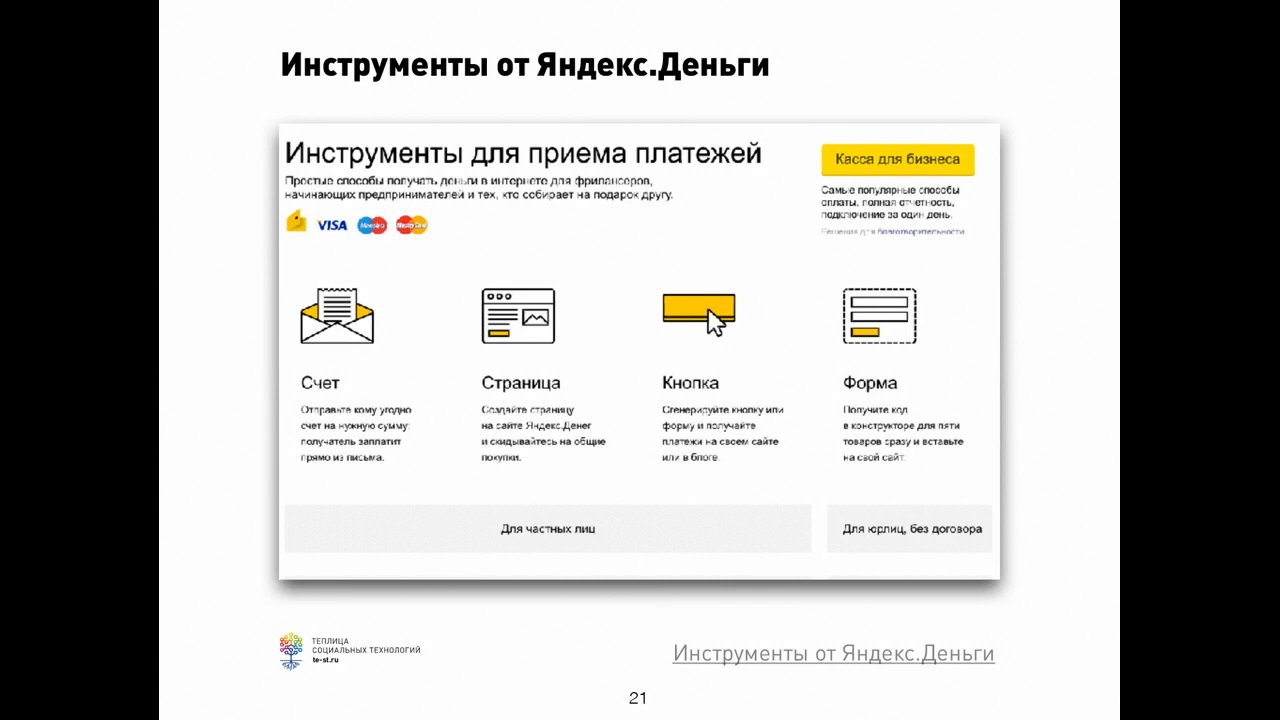 Инструменты от Яндекс.Деньги
Инструменты для приема платежей
Простые способы получать деньги в интернете для фрилансеров,
начинающих предпринимателей и тех, кто собирает на подарок другу.
VISA
Maestro
MasterCard
Касса для бизнеса
Самые популярные способы
оплаты, полная отчетность,
подключение за один день.
Решения для благотворительности
Счет
Отправьте кому угодно
счет на нужную сумму:
получатель заплатит
прямо из письма.
Страница
Создайте страницу
на сайте Яндекс.Денег
и скидывайтесь на общие
покупки.
Кнопка
Сгенерируйте кнопку или
форму и получайте
платежи на своем сайте
или в блоге.
Форма
Получите код
в конструкторе для пяти
товаров сразу и вставьте
на свой сайт.
Для частных лиц
Для юрлиц, без договора
ТЕПЛИЦА
СОЦИАЛЬНЫХ ТЕХНОЛОГИЙ
te-st.ru
Инструменты от Яндекс.Деньги
21